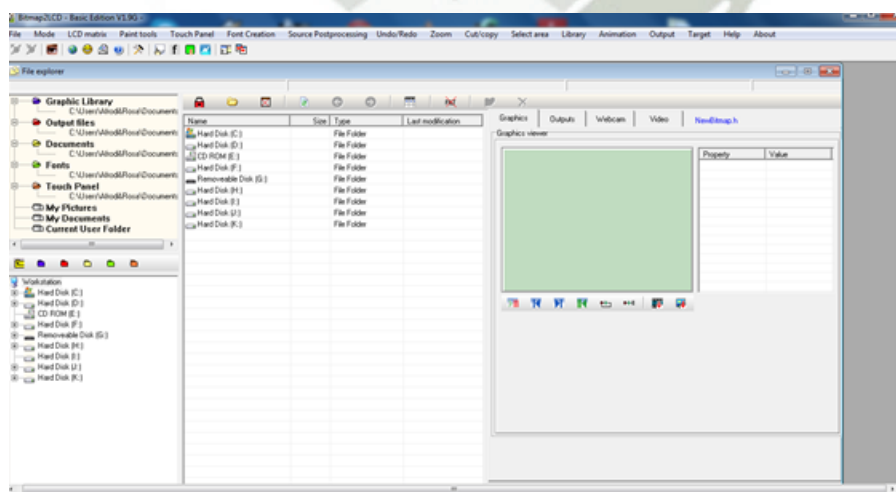 Bitmap2LCD - Basic Edition V1.9G -
File Mode LCD matrix Paint tools Touch Panel Font Creation Source Postprocessing Undo/Redo Zoom Cut/copy Select area Library Animation Output Target Help About
File explorer
Graphic Library
Output files
Documents
Fonts
Touch Panel
My Pictures
My Documents
Current User Folder
Workstation
Hard Disk (C:)
Hard Disk (D:)
CD ROM (E:)
Hard Disk (F:)
Removeable Disk (G:)
Hard Disk (H:)
Hard Disk (I:)
Hard Disk (J:)
Hard Disk (K:)
Name Size Type Last modification
Hard Disk (C:) File Folder
Hard Disk (D:) File Folder
CD ROM (E:) File Folder
Hard Disk (F:) File Folder
Removeable Disk (G:) File Folder
Hard Disk (H:) File Folder
Hard Disk (I:) File Folder
Hard Disk (J:) File Folder
Hard Disk (K:) File Folder
Graphics Outputs Webcam Video NewBitmap.h
Graphics viewer
Property Value